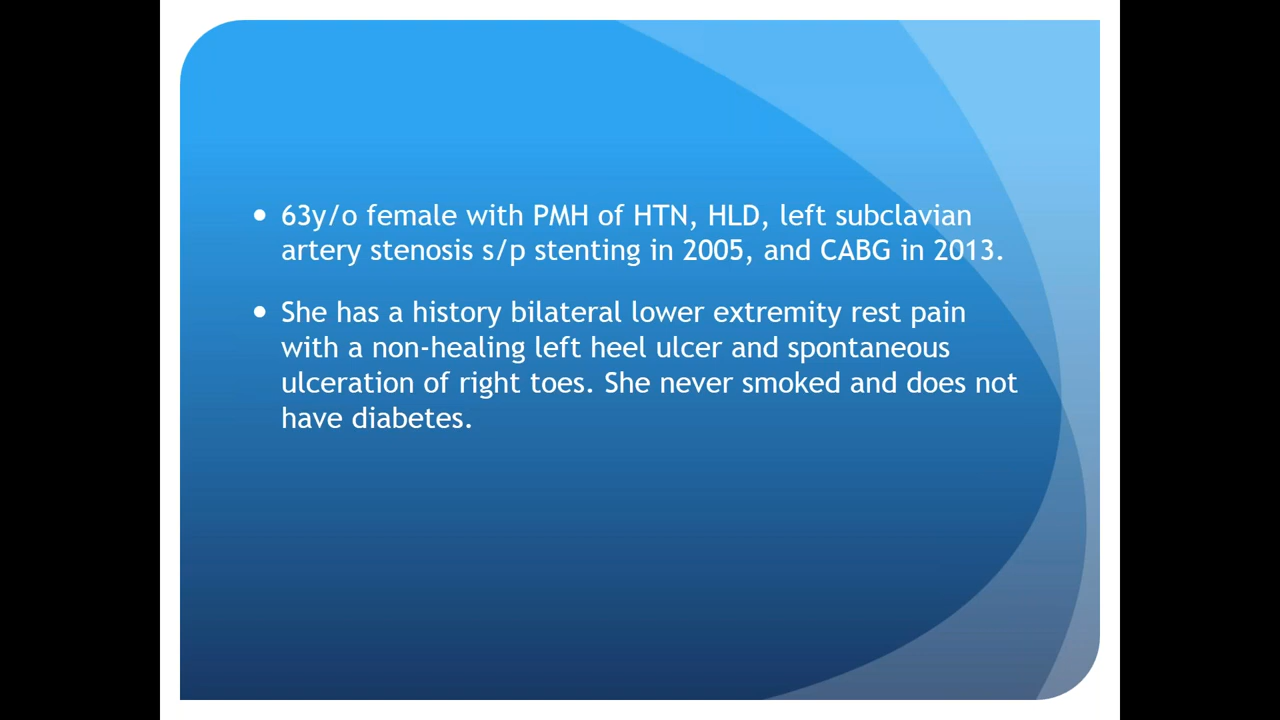 • 63y/o female with PMH of HTN, HLD, left subclavian
artery stenosis s/p stenting in 2005, and CABG in 2013.
• She has a history bilateral lower extremity rest pain
with a non-healing left heel ulcer and spontaneous
ulceration of right toes. She never smoked and does not
have diabetes.